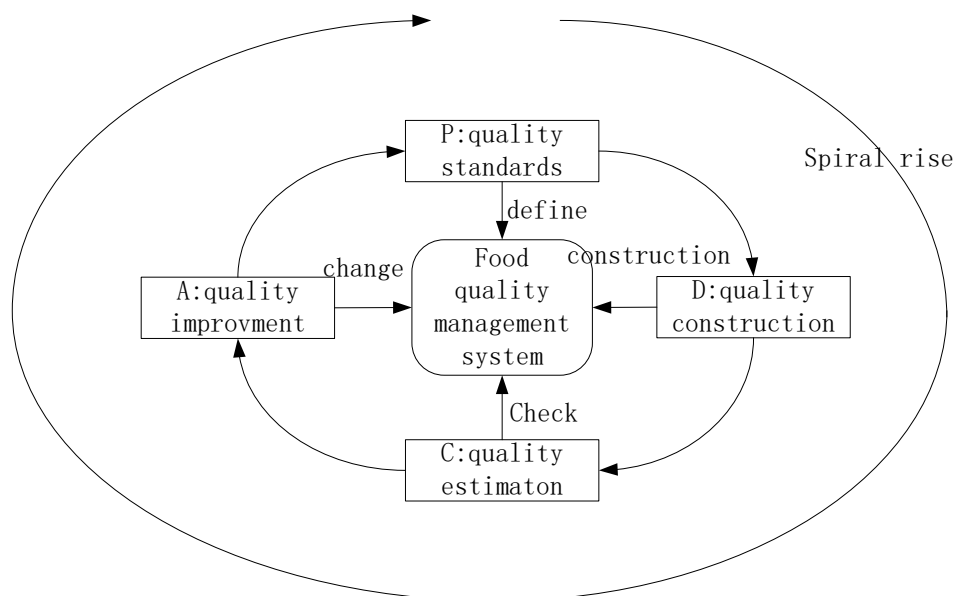 P:quality
standards
Spiral rise
define
change
Food
quality
management
system
construction
A:quality
improvment
D:quality
construction
Check
C:quality
estimaton